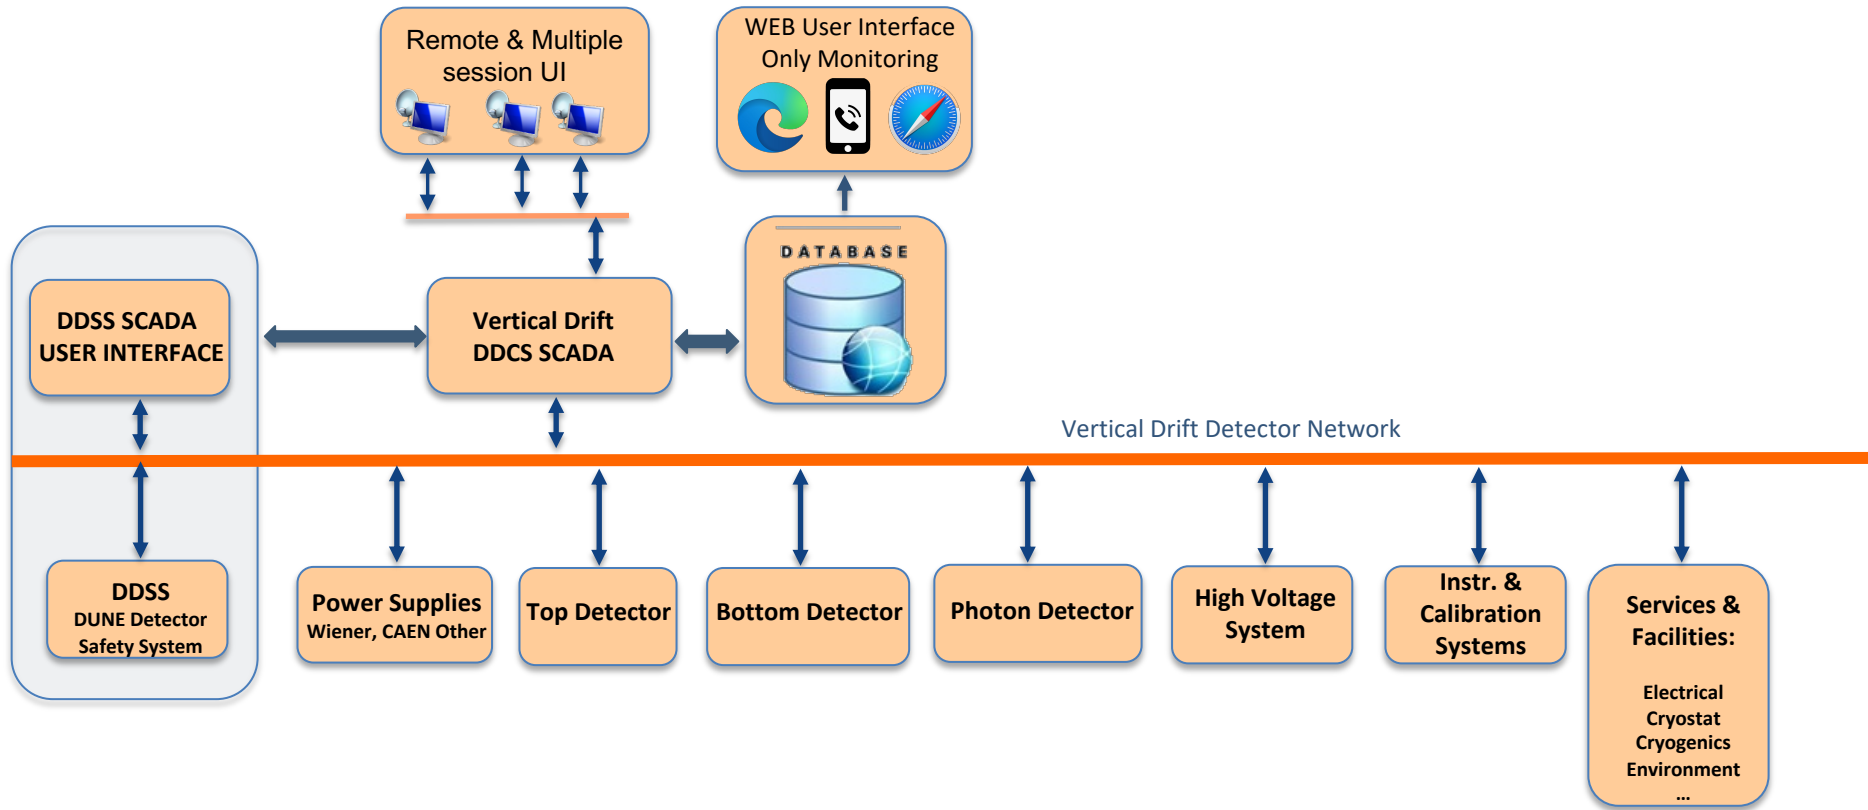 Remote & Multiple
session UI
WEB User Interface
Only Monitoring
DATABASE
DDSS SCADA
USER INTERFACE
Vertical Drift
DDCS SCADA
Vertical Drift Detector Network
DDSS
DUNE Detector
Safety System
Power Supplies
Wiener, CAEN Other
Top Detector
Bottom Detector
Photon Detector
High Voltage
System
Instr. &
Calibration
Systems
Services &
Facilities:
Electrical
Cryostat
Cryogenics
Environment
...